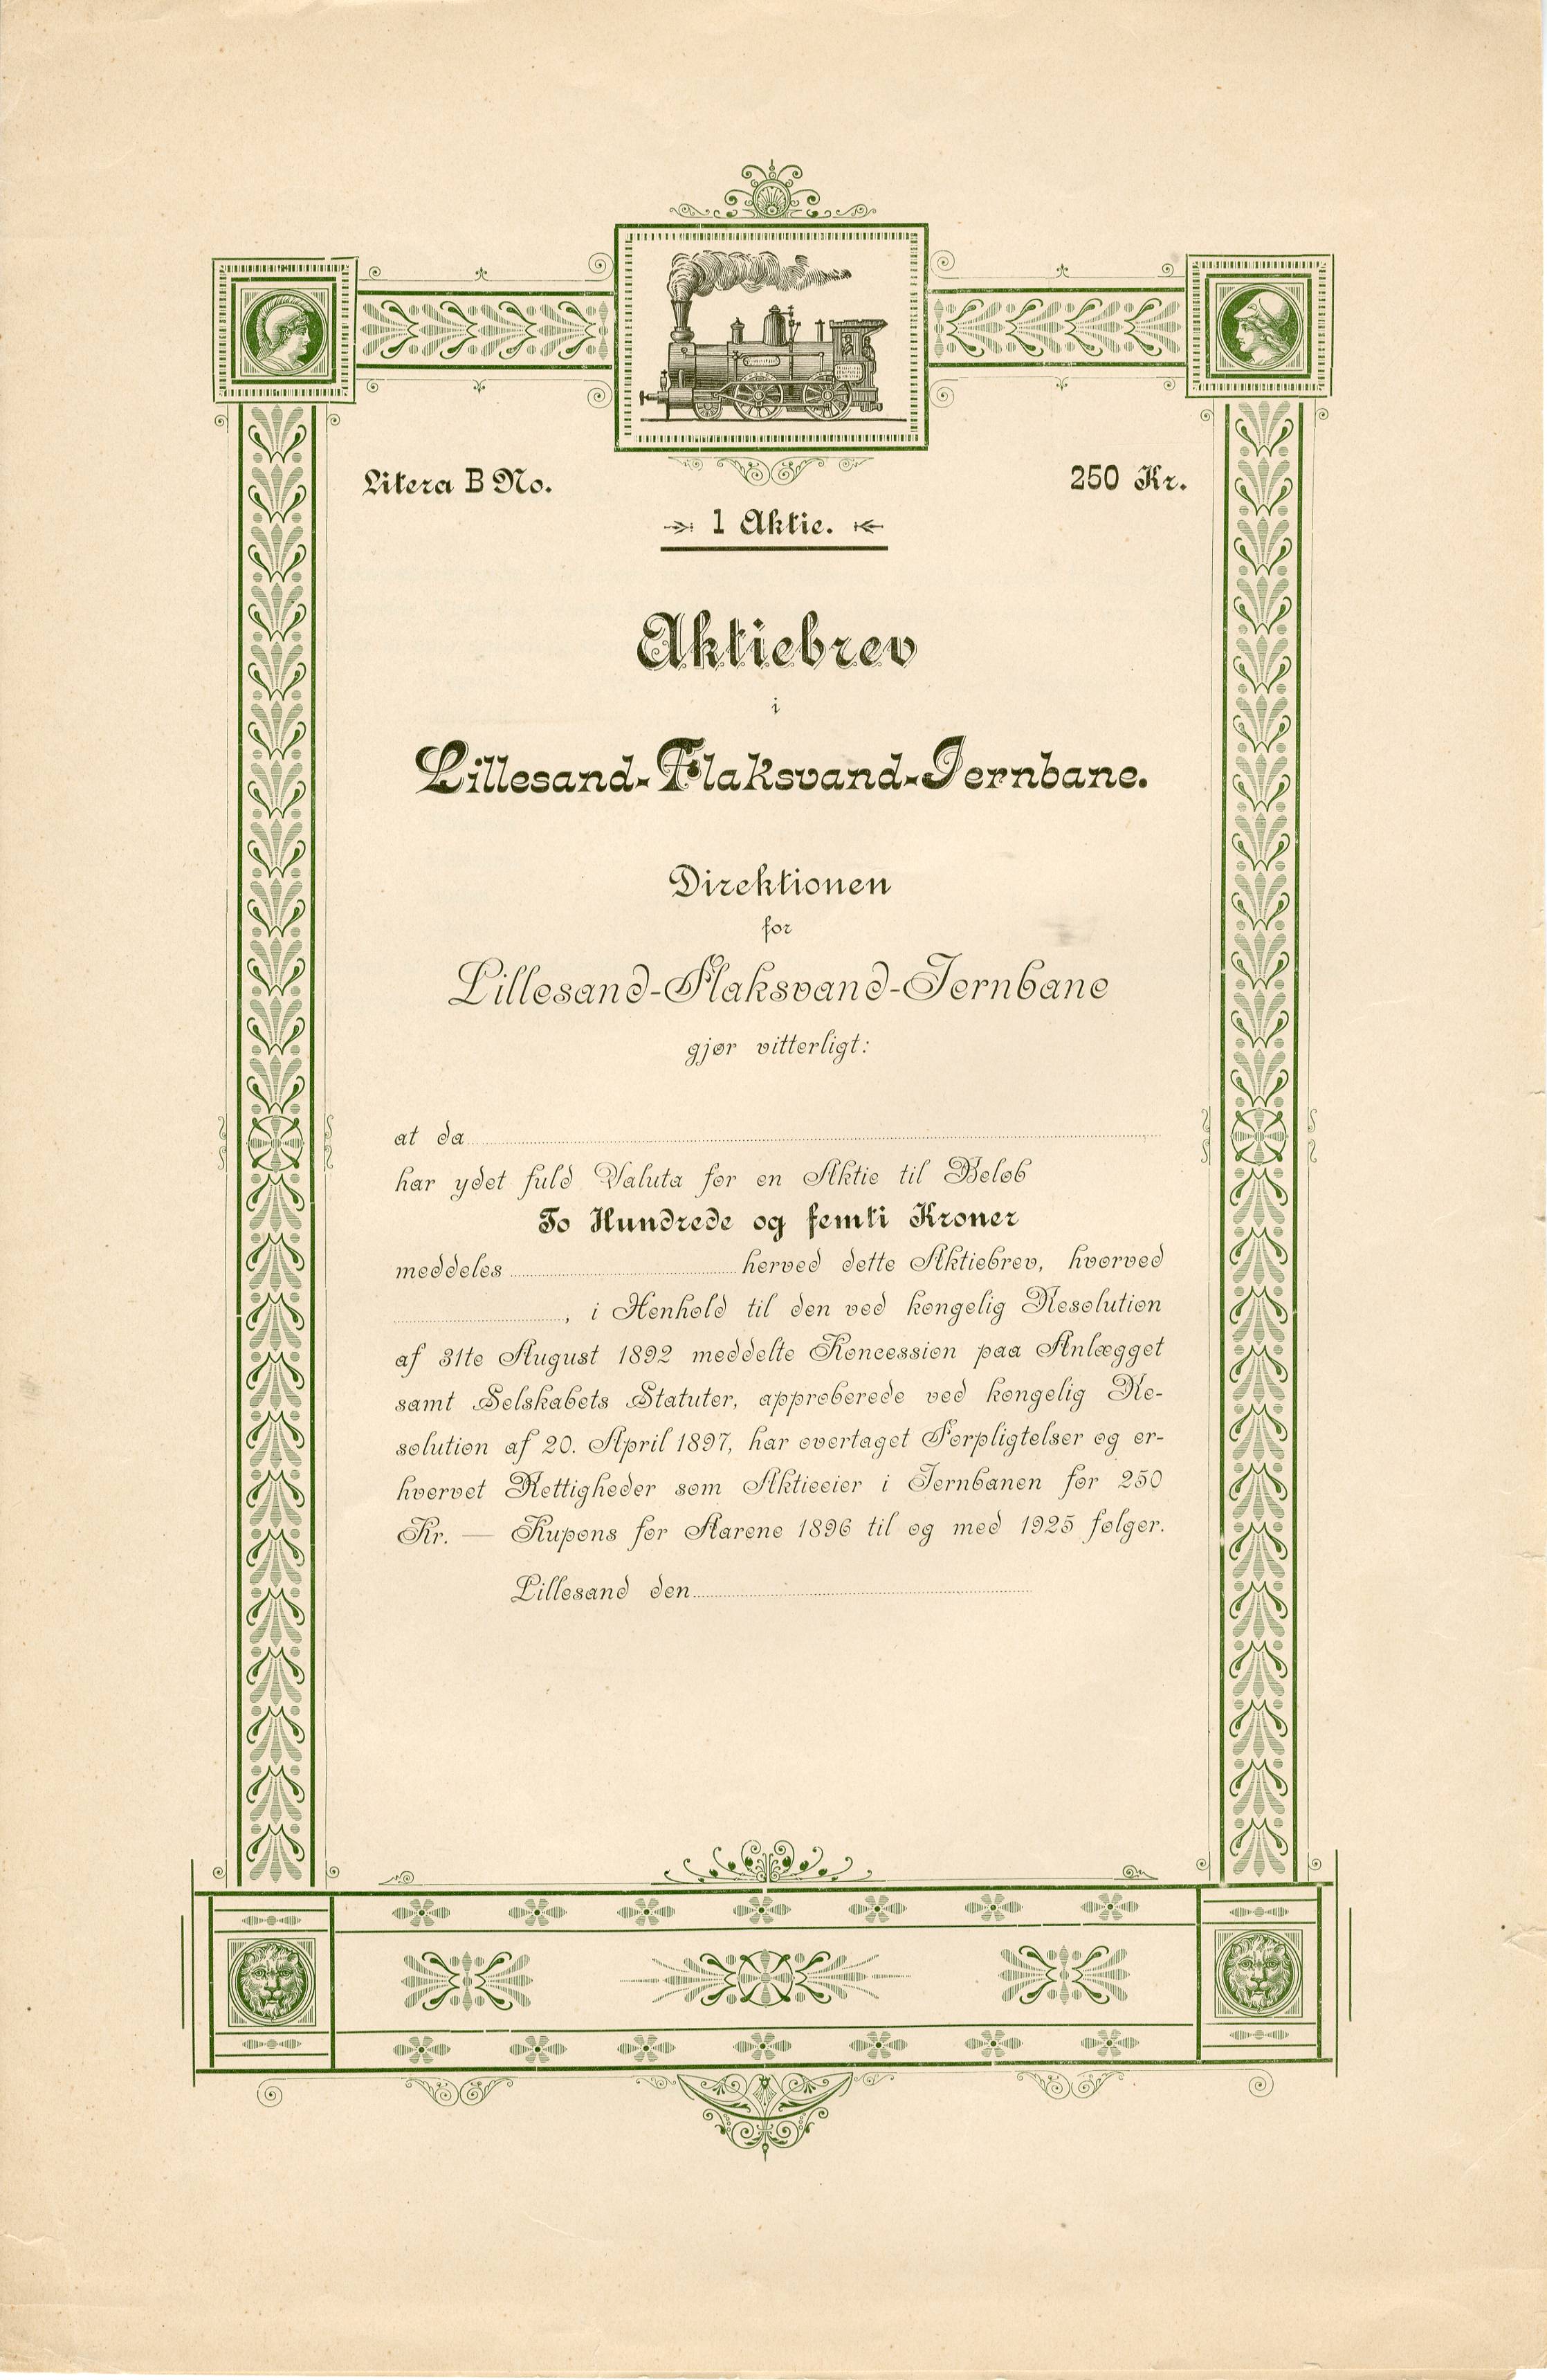 Litera B No.
250 Kr.
1 Aktie.
Aktiebrev
i
Lillesand-Flaksvand-Jernbane.
Direktionen
for
Lillesand-Flaksvand-Jernbane
gjør vitterligt:
at da
har ydet fuld Valuta for en Aktie til Beløb
To Hundrede og femti Kroner
meddeles herved dette Aktiebrev, hvorved
, i Henhold til den ved kongelig Resolution
af 31te August 1892 meddelte Koncession paa Anlægget
samt Selskabets Statuter, approberede ved kongelig Re-
solution af 20. April 1897, har overtaget Forpligtelser og er-
hvervet Rettigheder som Aktieeier i Jernbanen for 250
Kr. — Kupons for Aarene 1896 til og med 1925 følger.
Lillesand den